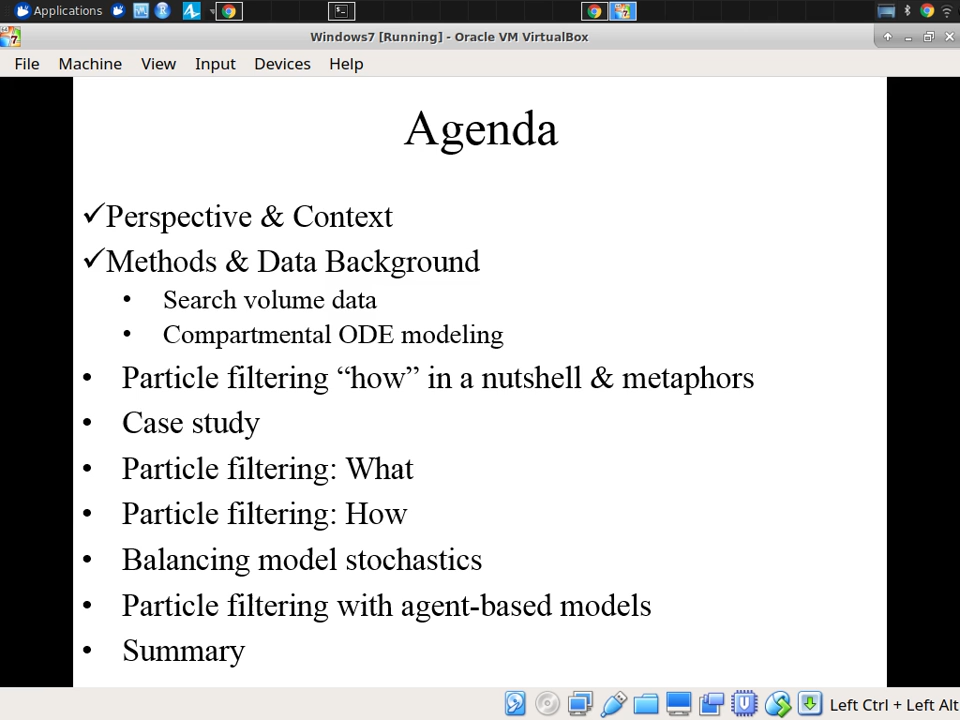 Applications
Windows7 [Running] - Oracle VM VirtualBox
File Machine View Input Devices Help
Agenda
✓Perspective & Context
✓Methods & Data Background
• Search volume data
• Compartmental ODE modeling
• Particle filtering “how” in a nutshell & metaphors
• Case study
• Particle filtering: What
• Particle filtering: How
• Balancing model stochastics
• Particle filtering with agent-based models
• Summary
Left Ctrl + Left Alt